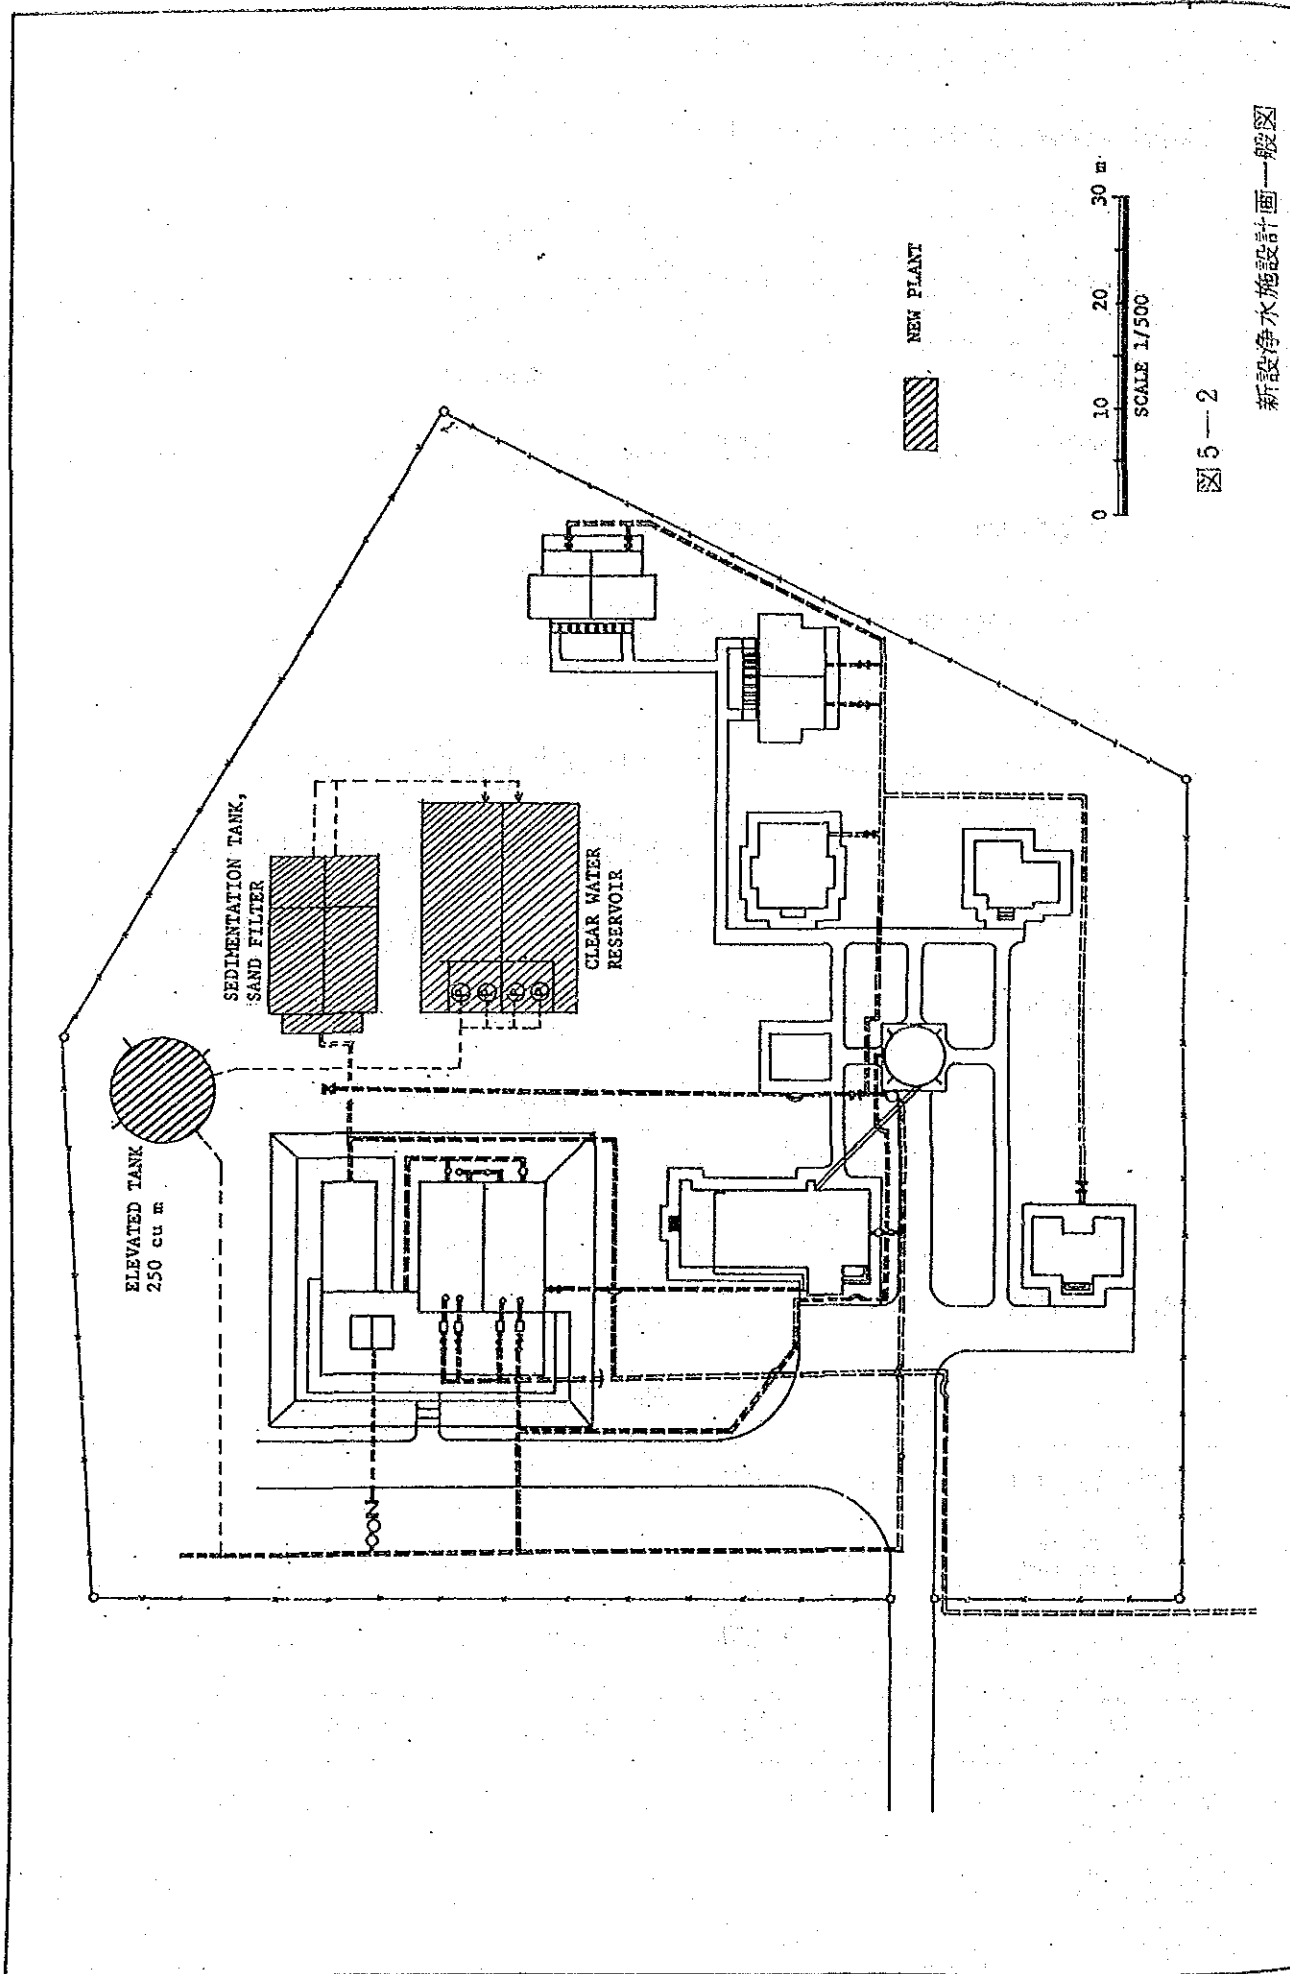 ELEVATED TANK
250 cu m
SEDIMENTATION TANK,
SAND FILTER
CLEAR WATER
RESERVOIR
P P P P
NEW PLANT
0 10 20 30 m
SCALE 1/500
図5－2
新設浄水施設計画一般図